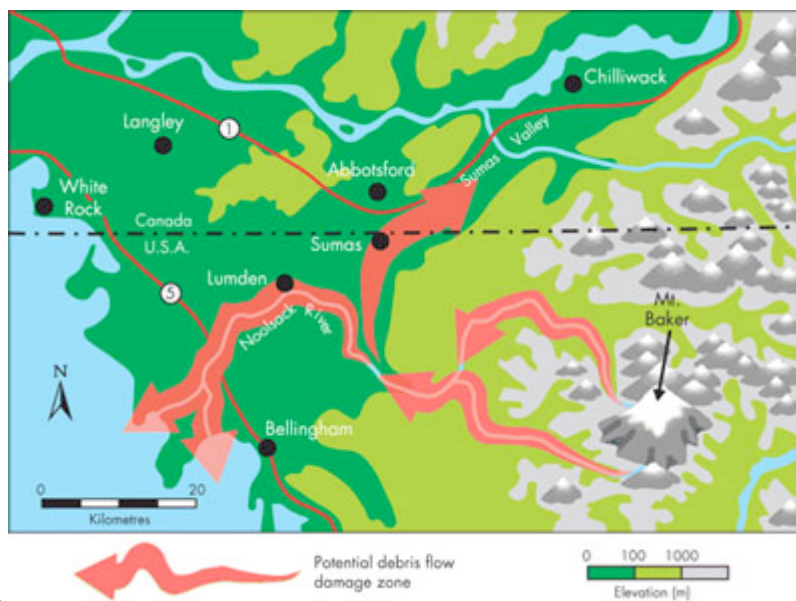 Chilliwack
Langley
1
Sumas Valley
Abbotsford
White
Rock
Canada
U.S.A.
Sumas
Lumden
5
Noolsack River
Mt.
Baker
N
Bellingham
0 20
Kilometres
Potential debris flow
damage zone
0 100 1000
Elevation (m)